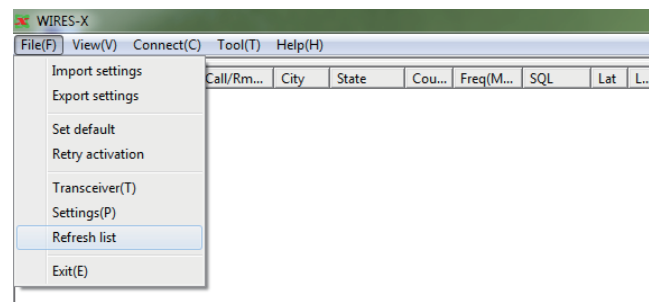 WIRES-X
File(F) View(V) Connect(C) Tool(T) Help(H)
Call/Rm... City State Cou... Freq(M... SQL Lat L...
Import settings
Export settings
Set default
Retry activation
Transceiver(T)
Settings(P)
Refresh list
Exit(E)